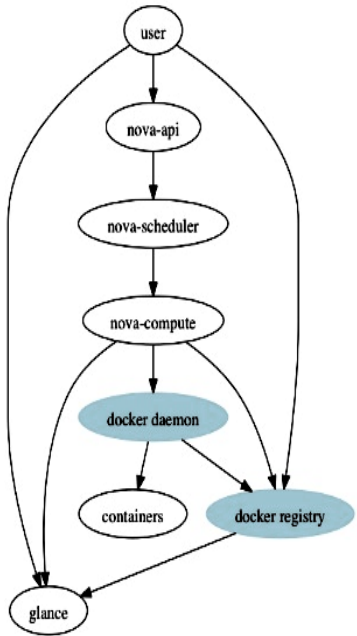 user
nova-api
nova-scheduler
nova-compute
docker daemon
containers
docker registry
glance